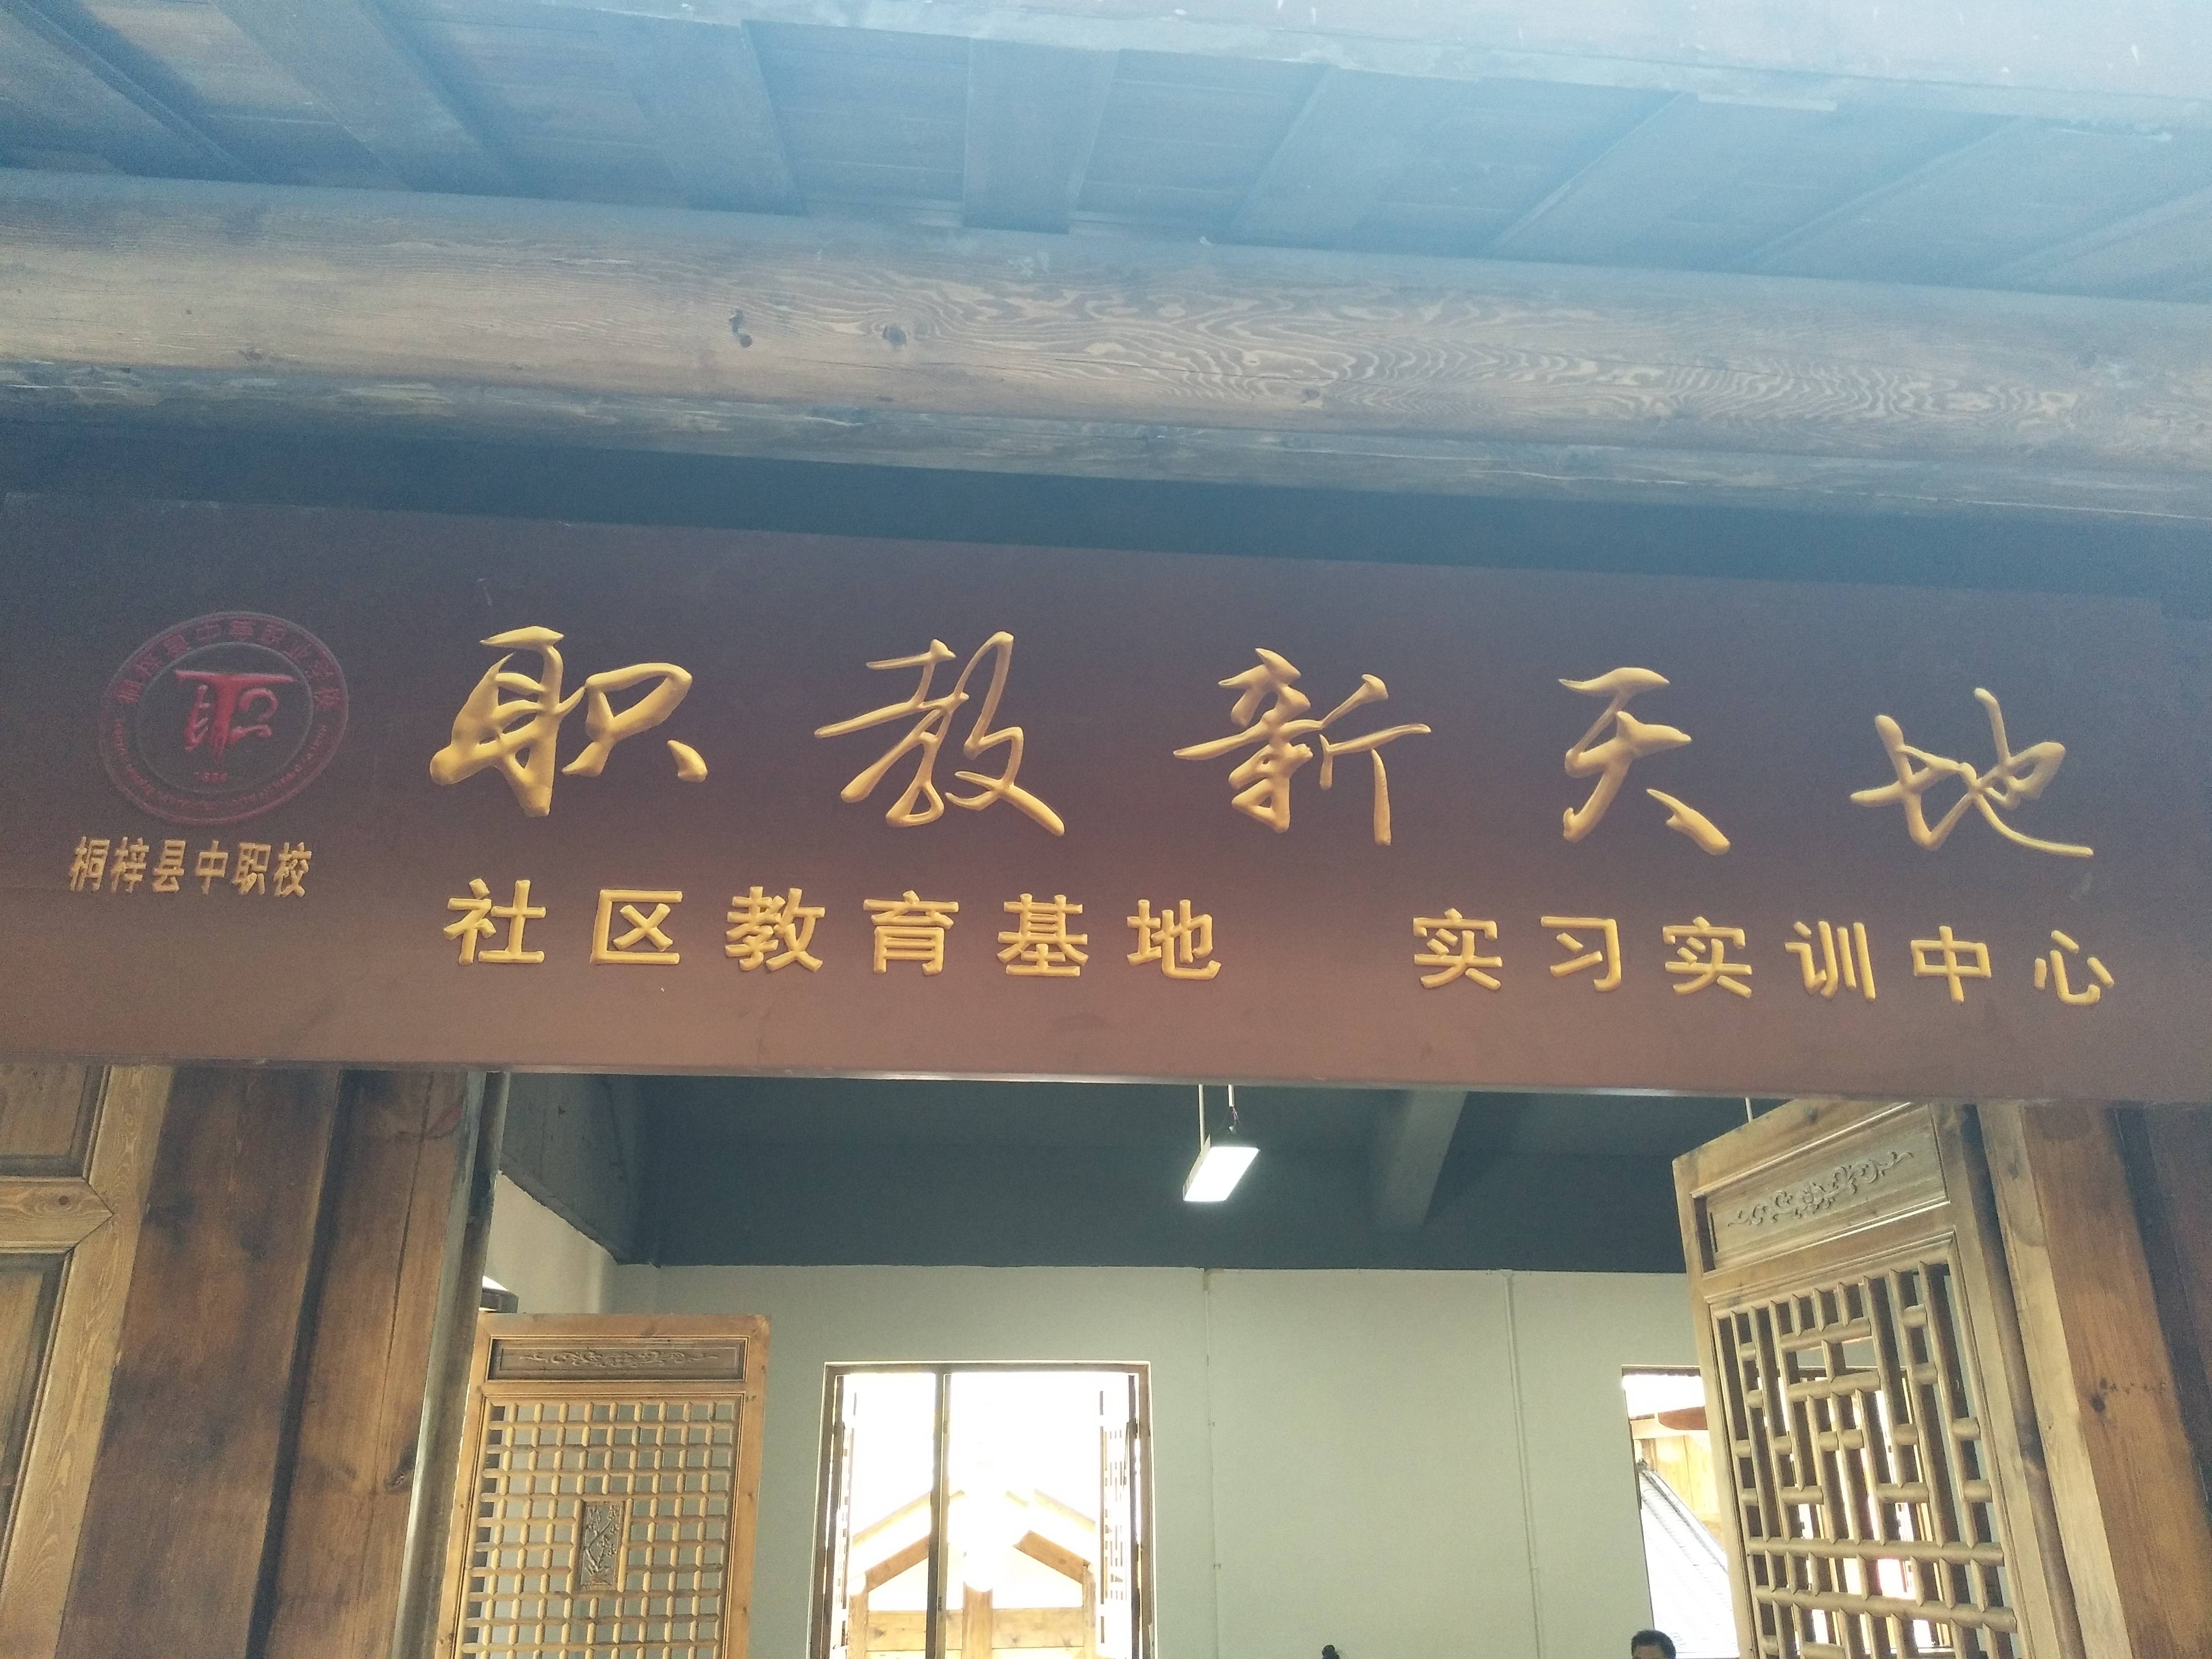 职教新天地
桐梓县中职校
社区教育基地 实习实训中心